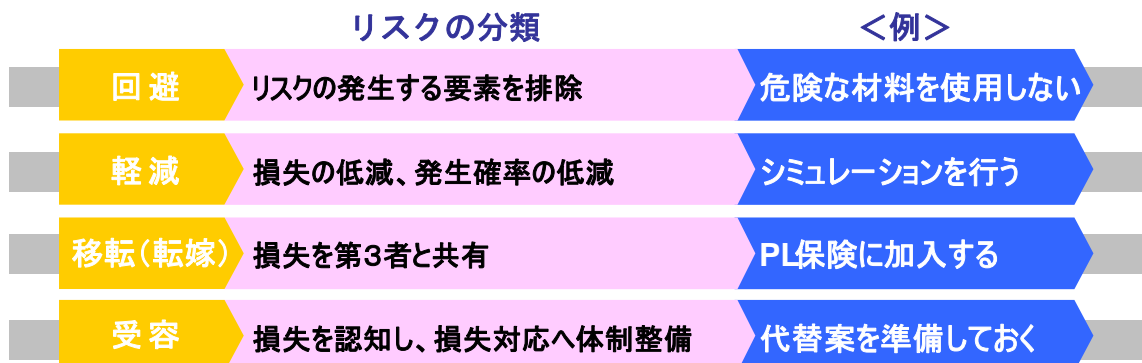 リスクの分類 ＜例＞
回避 リスクの発生する要素を排除 危険な材料を使用しない
軽減 損失の低減、発生確率の低減 シミュレーションを行う
移転（転嫁） 損失を第３者と共有 PL保険に加入する
受容 損失を認知し、損失対応へ体制整備 代替案を準備しておく